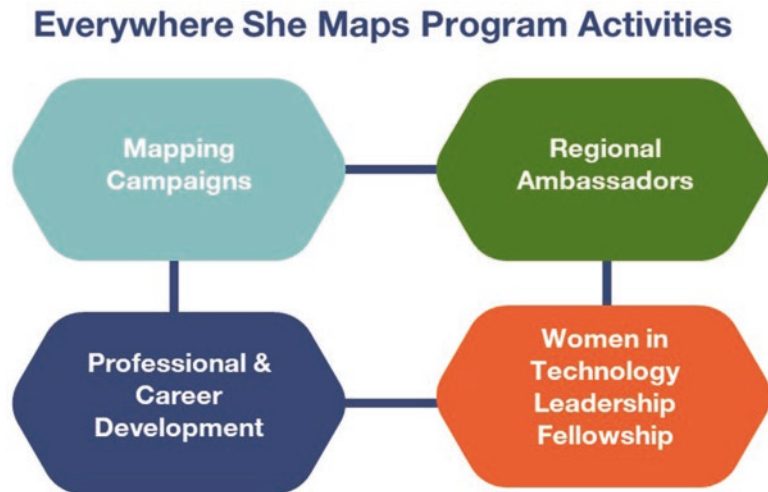 Everywhere She Maps Program Activities
Mapping
Campaigns
Regional
Ambassadors
Professional &
Career
Development
Women in
Technology
Leadership
Fellowship